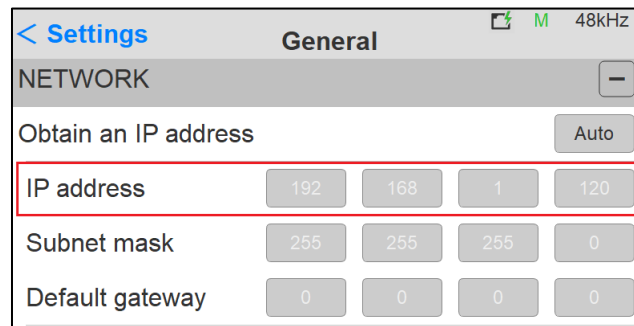 < Settings General M 48kHz
NETWORK −
Obtain an IP address Auto
IP address 192 168 1 120
Subnet mask 255 255 255 0
Default gateway 0 0 0 0